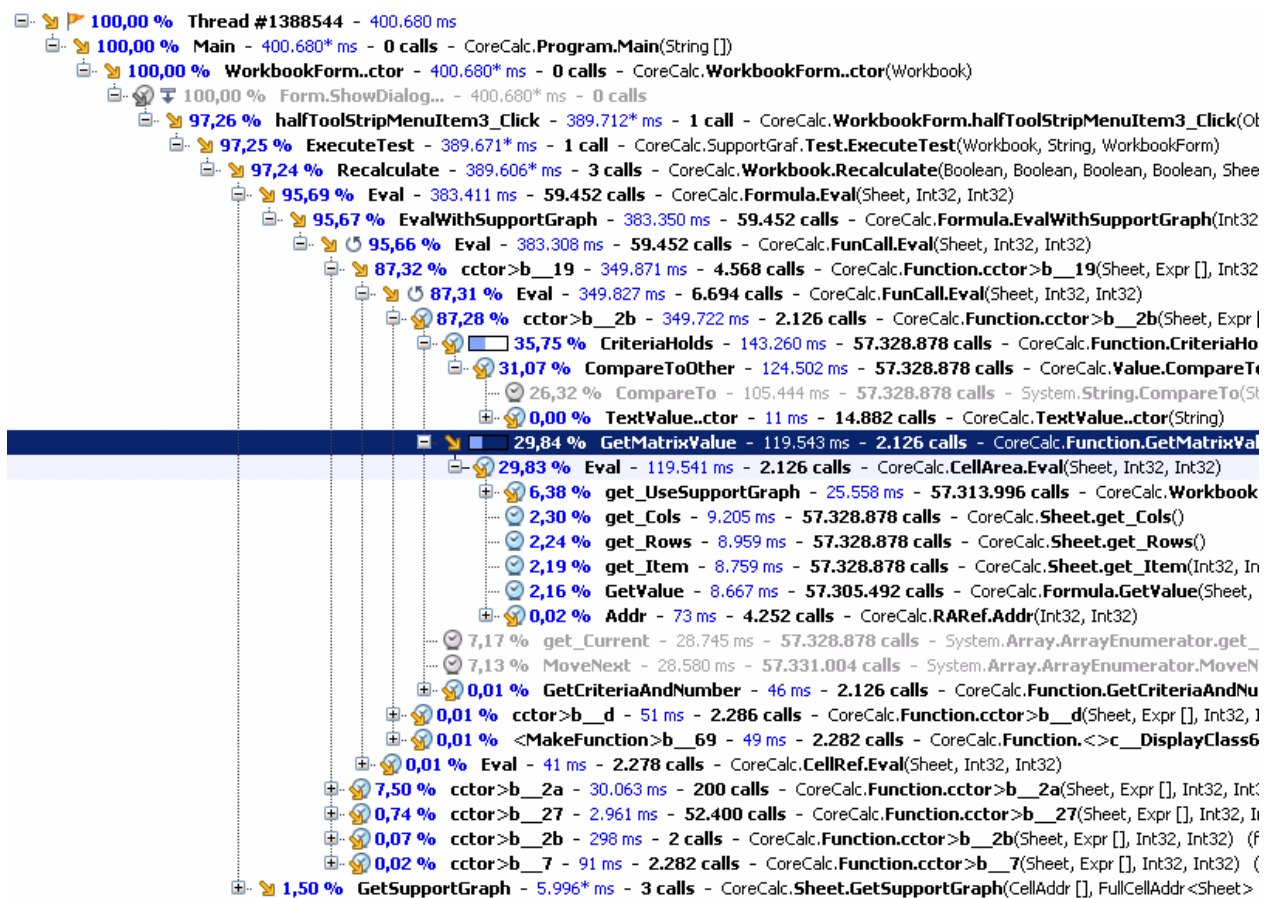 100,00 % Thread #1388544 - 400.680 ms
100,00 % Main - 400.680* ms - 0 calls - CoreCalc.Program.Main(String [])
100,00 % WorkbookForm..ctor - 400.680* ms - 0 calls - CoreCalc.WorkbookForm..ctor(Workbook)
100,00 % Form.ShowDialog... - 400.680* ms - 0 calls
97,26 % halfToolStripMenuItem3_Click - 389.712* ms - 1 call - CoreCalc.WorkbookForm.halfToolStripMenuItem3_Click(Ob
97,25 % ExecuteTest - 389.671* ms - 1 call - CoreCalc.SupportGraf.Test.ExecuteTest(Workbook, String, WorkbookForm)
97,24 % Recalculate - 389.606* ms - 3 calls - CoreCalc.Workbook.Recalculate(Boolean, Boolean, Boolean, Boolean, Shee
95,69 % Eval - 383.411 ms - 59.452 calls - CoreCalc.Formula.Eval(Sheet, Int32, Int32)
95,67 % EvalWithSupportGraph - 383.350 ms - 59.452 calls - CoreCalc.Formula.EvalWithSupportGraph(Int32
95,66 % Eval - 383.308 ms - 59.452 calls - CoreCalc.FunCall.Eval(Sheet, Int32, Int32)
87,32 % cctor>b__19 - 349.871 ms - 4.568 calls - CoreCalc.Function.cctor>b__19(Sheet, Expr [], Int32
87,31 % Eval - 349.827 ms - 6.694 calls - CoreCalc.FunCall.Eval(Sheet, Int32, Int32)
87,28 % cctor>b__2b - 349.722 ms - 2.126 calls - CoreCalc.Function.cctor>b__2b(Sheet, Expr [
35,75 % CriteriaHolds - 143.260 ms - 57.328.878 calls - CoreCalc.Function.CriteriaHo
31,07 % CompareToOther - 124.502 ms - 57.328.878 calls - CoreCalc.Value.CompareTo
26,32 % CompareTo - 105.444 ms - 57.328.878 calls - System.String.CompareTo(St
0,00 % TextValue..ctor - 11 ms - 14.882 calls - CoreCalc.TextValue..ctor(String)
29,84 % GetMatrixValue - 119.543 ms - 2.126 calls - CoreCalc.Function.GetMatrixVal
29,83 % Eval - 119.541 ms - 2.126 calls - CoreCalc.CellArea.Eval(Sheet, Int32, Int32)
6,38 % get_UseSupportGraph - 25.558 ms - 57.313.996 calls - CoreCalc.Workbook
2,30 % get_Cols - 9.205 ms - 57.328.878 calls - CoreCalc.Sheet.get_Cols()
2,24 % get_Rows - 8.959 ms - 57.328.878 calls - CoreCalc.Sheet.get_Rows()
2,19 % get_Item - 8.759 ms - 57.328.878 calls - CoreCalc.Sheet.get_Item(Int32, In
2,16 % GetValue - 8.667 ms - 57.305.492 calls - CoreCalc.Formula.GetValue(Sheet,
0,02 % Addr - 73 ms - 4.252 calls - CoreCalc.RARef.Addr(Int32, Int32)
7,17 % get_Current - 28.745 ms - 57.328.878 calls - System.Array.ArrayEnumerator.get_
7,13 % MoveNext - 28.580 ms - 57.331.004 calls - System.Array.ArrayEnumerator.MoveN
0,01 % GetCriteriaAndNumber - 46 ms - 2.126 calls - CoreCalc.Function.GetCriteriaAndNu
0,01 % cctor>b__d - 51 ms - 2.286 calls - CoreCalc.Function.cctor>b__d(Sheet, Expr [], Int32, I
0,01 % <MakeFunction>b__69 - 49 ms - 2.282 calls - CoreCalc.Function.<>c__DisplayClass6
0,01 % Eval - 41 ms - 2.278 calls - CoreCalc.CellRef.Eval(Sheet, Int32, Int32)
7,50 % cctor>b__2a - 30.063 ms - 200 calls - CoreCalc.Function.cctor>b__2a(Sheet, Expr [], Int32, Int3
0,74 % cctor>b__27 - 2.961 ms - 52.400 calls - CoreCalc.Function.cctor>b__27(Sheet, Expr [], Int32, I
0,07 % cctor>b__2b - 298 ms - 2 calls - CoreCalc.Function.cctor>b__2b(Sheet, Expr [], Int32, Int32) (f
0,02 % cctor>b__7 - 91 ms - 2.282 calls - CoreCalc.Function.cctor>b__7(Sheet, Expr [], Int32, Int32) (
1,50 % GetSupportGraph - 5.996* ms - 3 calls - CoreCalc.Sheet.GetSupportGraph(CellAddr [], FullCellAddr<Sheet>